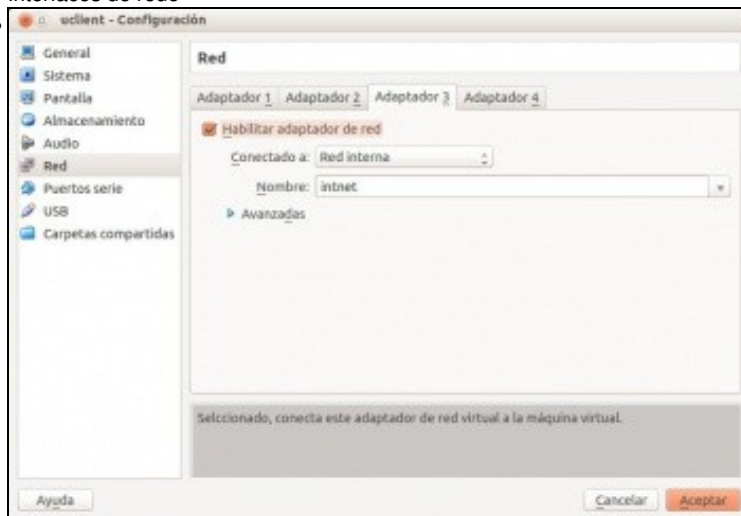 interfaces de rede
uclient - Configuración
General
Sistema
Pantalla
Almacenamiento
Audio
Red
Puertos serie
USB
Carpetas compartidas
Red
Adaptador 1 Adaptador 2 Adaptador 3 Adaptador 4
Habilitar adaptador de red
Conectado a: Red interna
Nombre: intnet
Avanzadas
Selccionado, conecta este adaptador de red virtual a la máquina virtual.
Ayuda Cancelar Aceptar